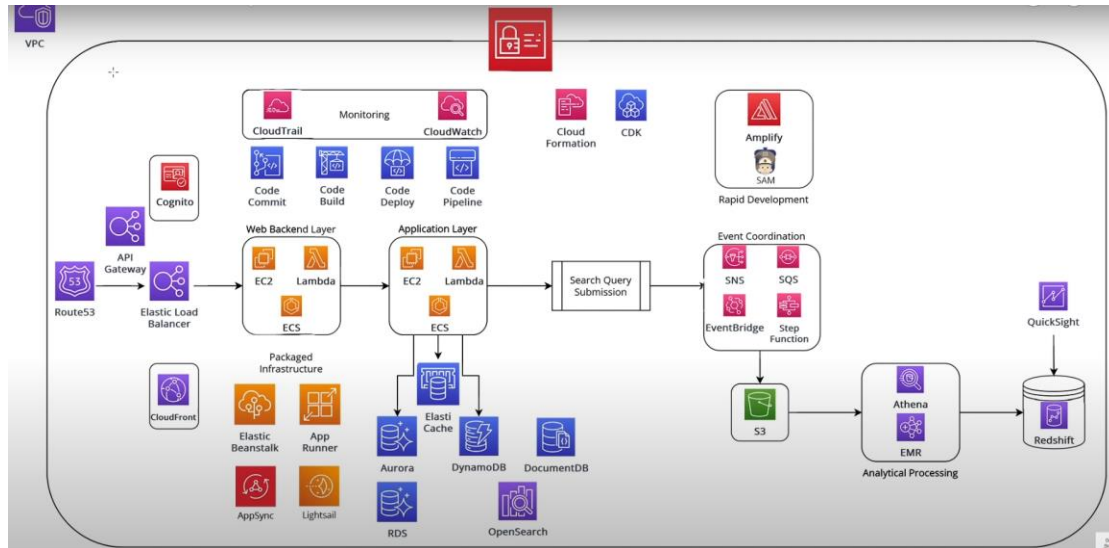 VPC
Monitoring
CloudTrail
CloudWatch
Cloud
Formation
CDK
Amplify
SAM
Rapid Development
Code
Commit
Code
Build
Code
Deploy
Code
Pipeline
Cognito
API
Gateway
53
Route53
Elastic Load
Balancer
CloudFront
Web Backend Layer
EC2
Lambda
ECS
Application Layer
EC2
Lambda
ECS
Search Query
Submission
Event Coordination
SNS
SQS
EventBridge
Step
Function
QuickSight
Packaged
Infrastructure
Elastic
Beanstalk
App
Runner
AppSync
Lightsail
Elasti
Cache
Aurora
DynamoDB
DocumentDB
RDS
OpenSearch
S3
Athena
EMR
Analytical Processing
Redshift